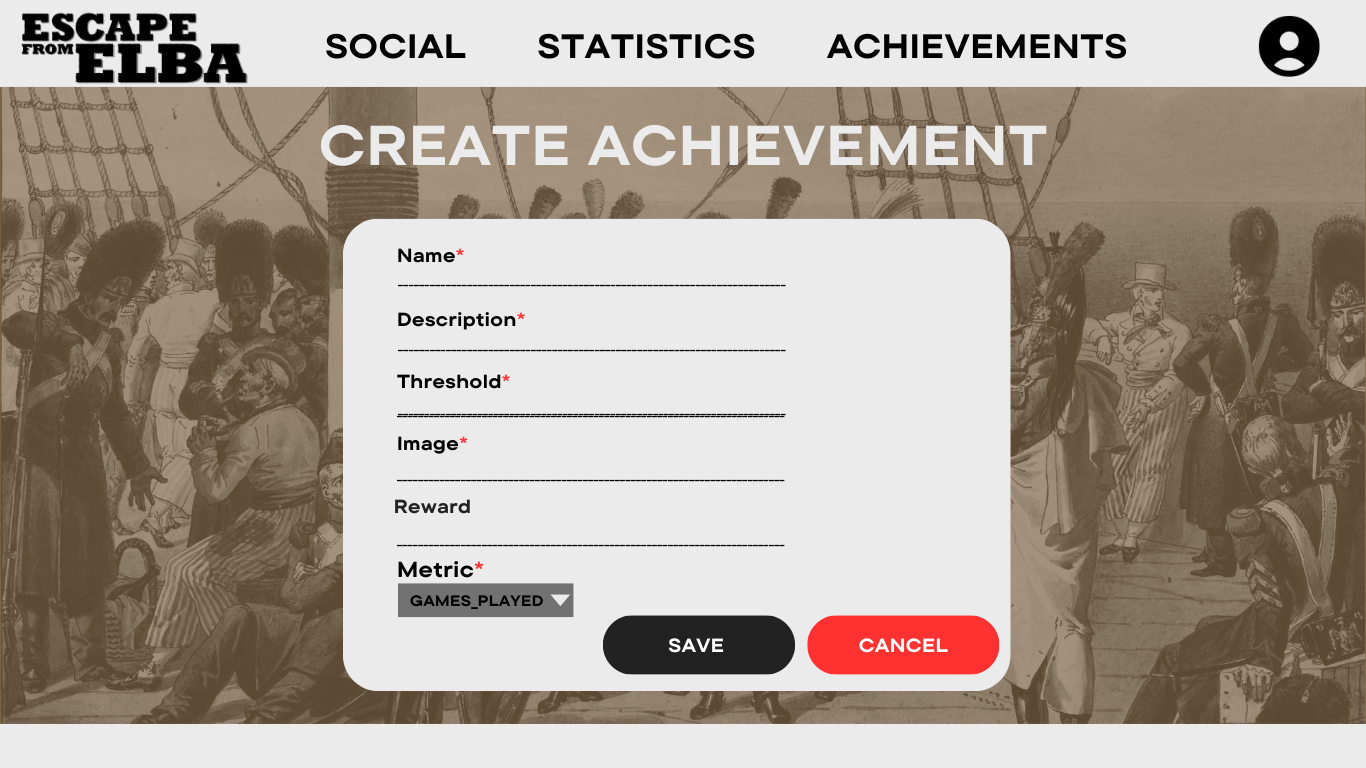 ESCAPE
FROM ELBA
SOCIAL STATISTICS ACHIEVEMENTS
CREATE ACHIEVEMENT
Name*
Description*
Threshold*
Image*
Reward
Metric*
GAMES_PLAYED
SAVE CANCEL